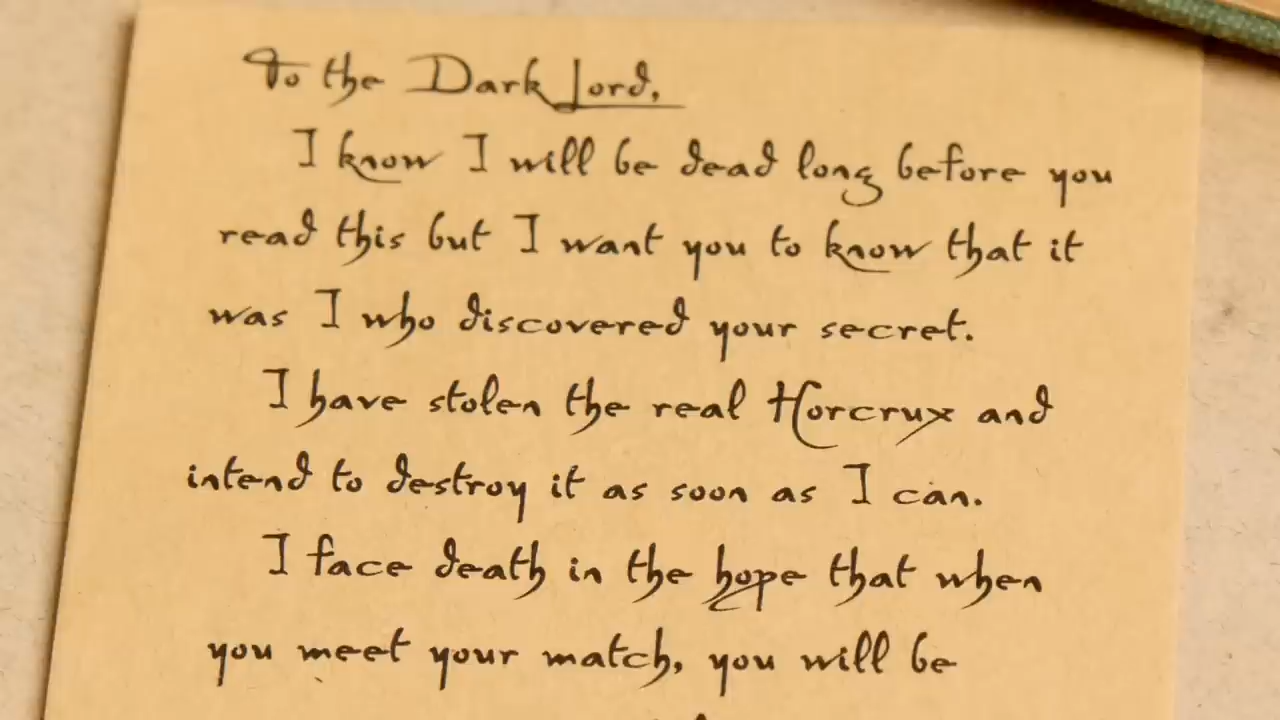 To the Dark Lord,
I know I will be dead long before you
read this but I want you to know that it
was I who discovered your secret.
I have stolen the real Horcrux and
intend to destroy it as soon as I can.
I face death in the hope that when
you meet your match, you will be